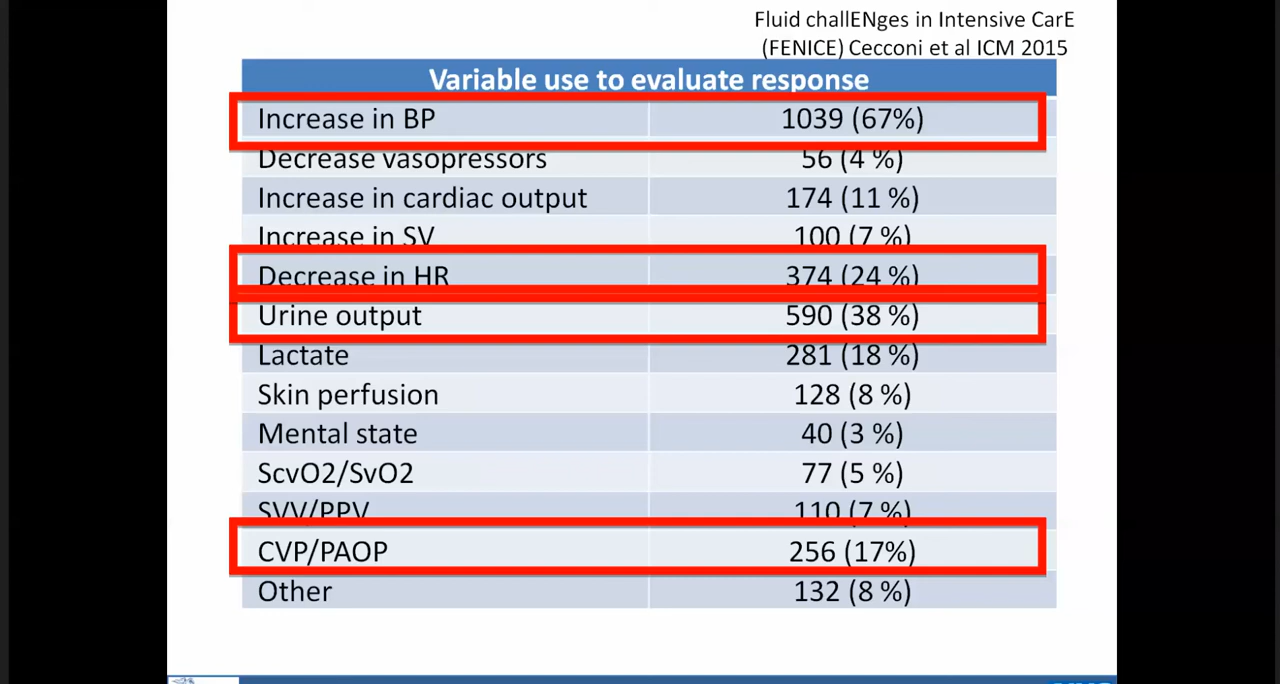 Fluid challENges in Intensive CarE
(FENICE) Cecconi et al ICM 2015
Variable use to evaluate response
Increase in BP 1039 (67%)
Decrease vasopressors 56 (4 %)
Increase in cardiac output 174 (11 %)
Increase in SV 100 (7 %)
Decrease in HR 374 (24 %)
Urine output 590 (38 %)
Lactate 281 (18 %)
Skin perfusion 128 (8 %)
Mental state 40 (3 %)
ScvO2/SvO2 77 (5 %)
SVV/PPV 110 (7 %)
CVP/PAOP 256 (17%)
Other 132 (8 %)